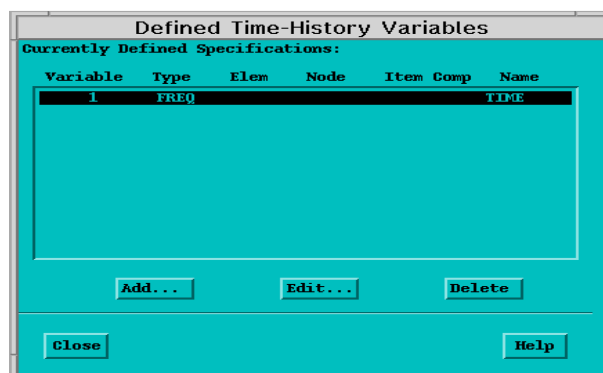 Defined Time-History Variables
Currently Defined Specifications:
Variable Type Elem Node Item Comp Name
1 FREQ TIME
Add... Edit... Delete
Close Help